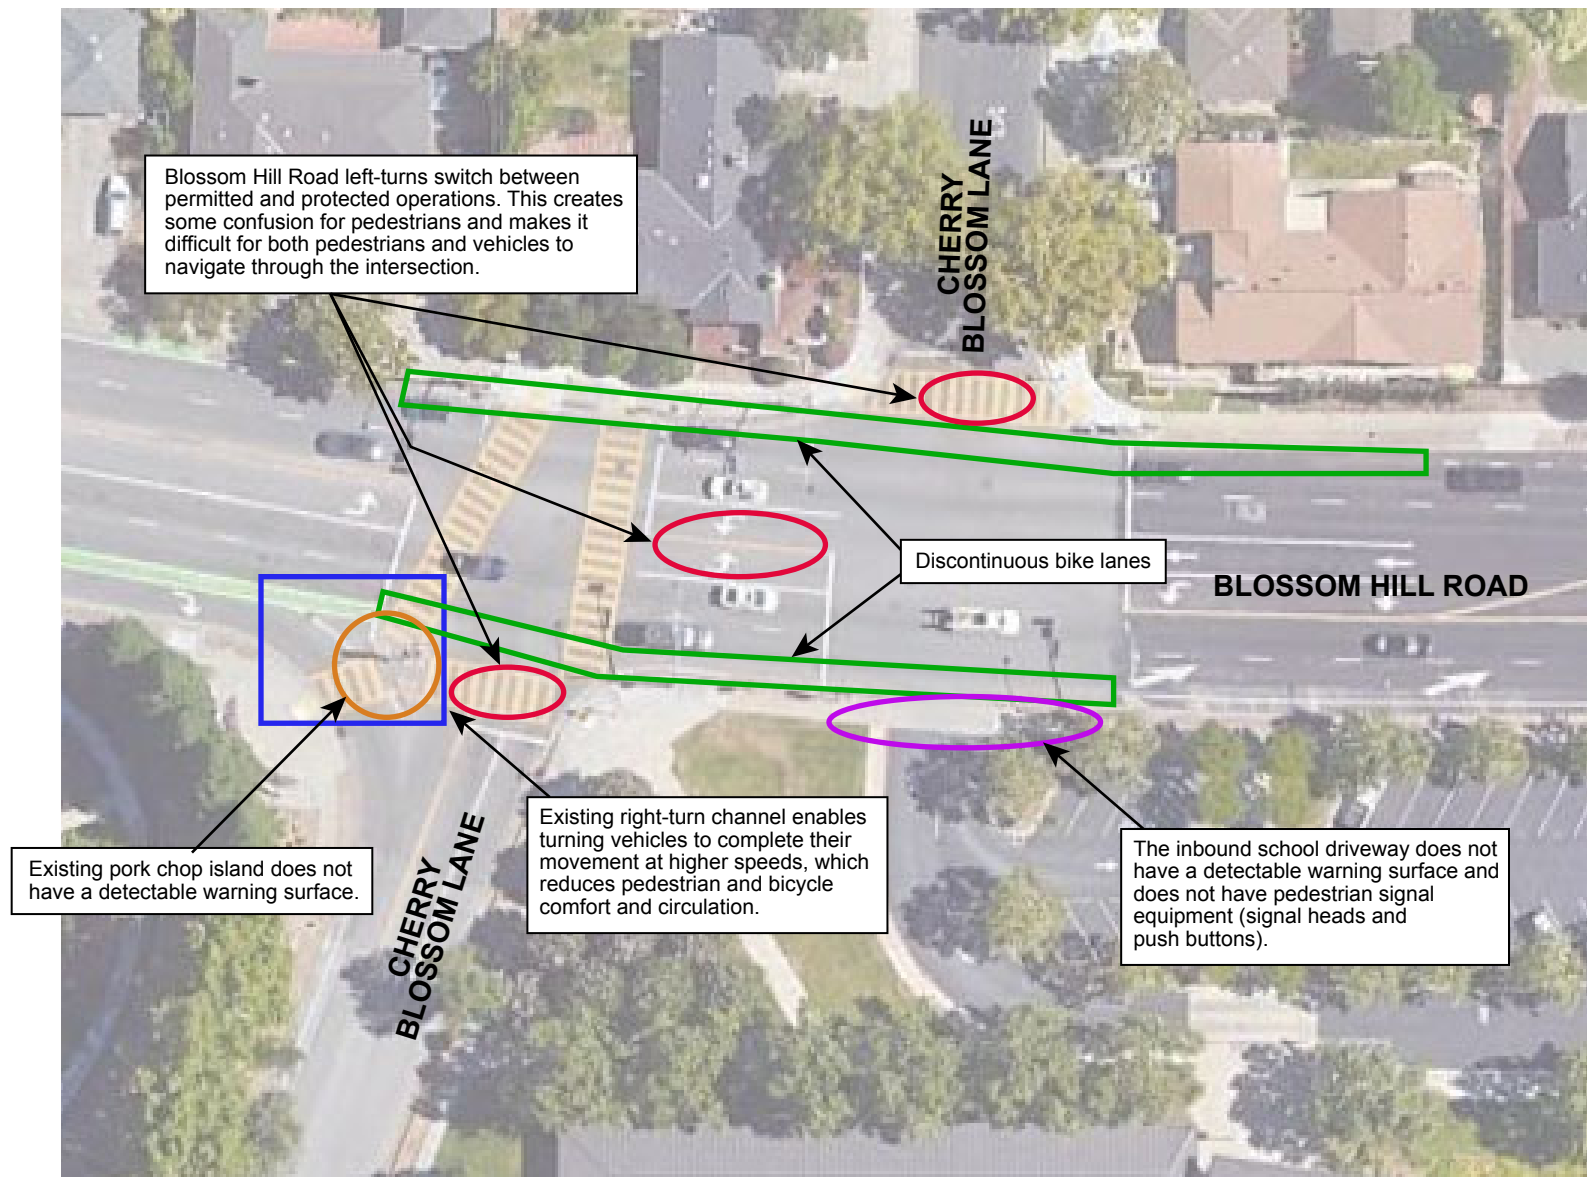 Blossom Hill Road left-turns switch between
permitted and protected operations. This creates
some confusion for pedestrians and makes it
difficult for both pedestrians and vehicles to
navigate through the intersection.
CHERRY
BLOSSOM LANE
Discontinuous bike lanes
BLOSSOM HILL ROAD
Existing pork chop island does not
have a detectable warning surface.
CHERRY
BLOSSOM LANE
Existing right-turn channel enables
turning vehicles to complete their
movement at higher speeds, which
reduces pedestrian and bicycle
comfort and circulation.
The inbound school driveway does not
have a detectable warning surface and
does not have pedestrian signal
equipment (signal heads and
push buttons).